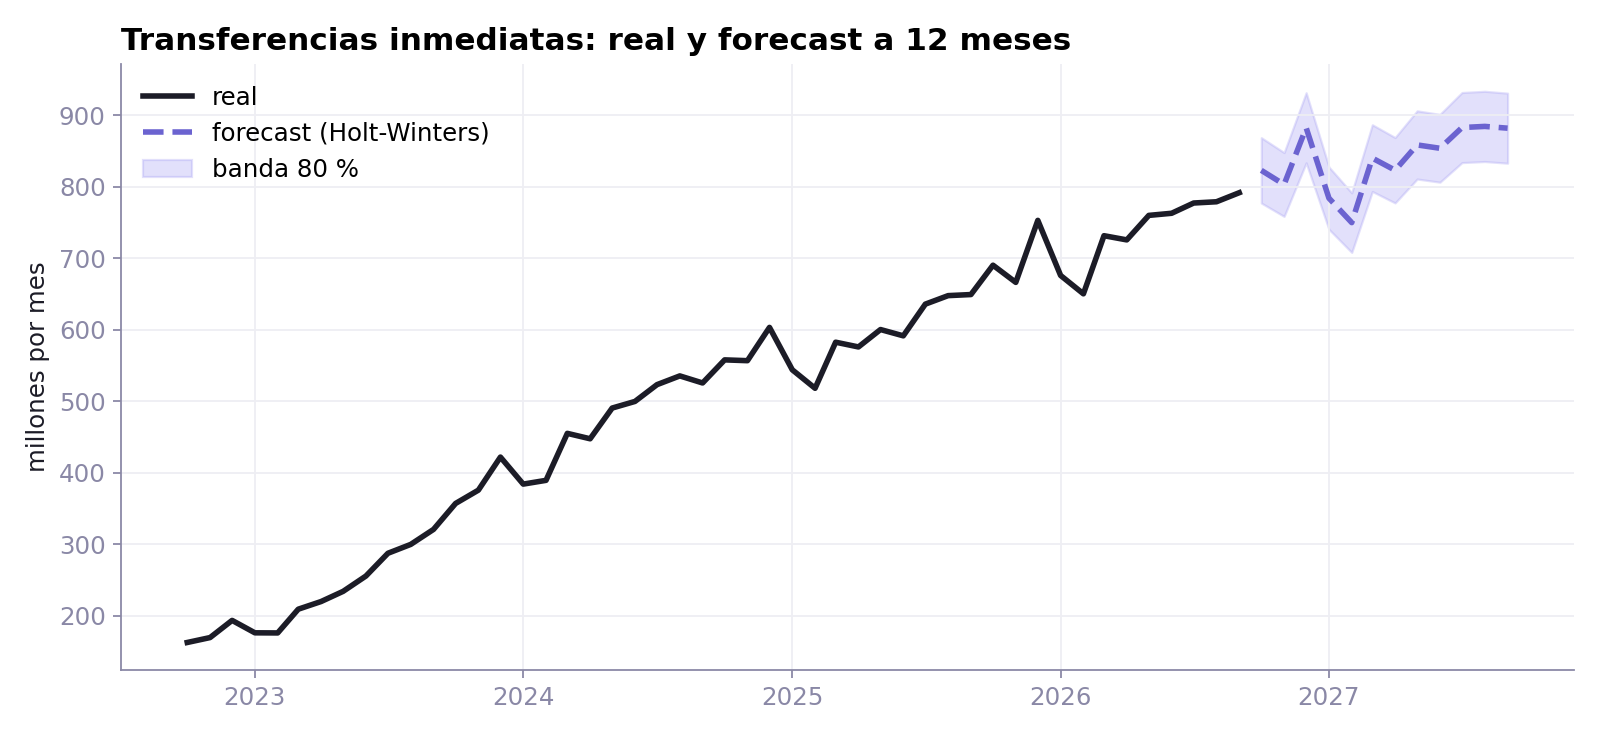 Transferencias inmediatas: real y forecast a 12 meses
real
forecast (Holt-Winters)
banda 80 %
millones por mes
900
800
700
600
500
400
300
200
2023
2024
2025
2026
2027